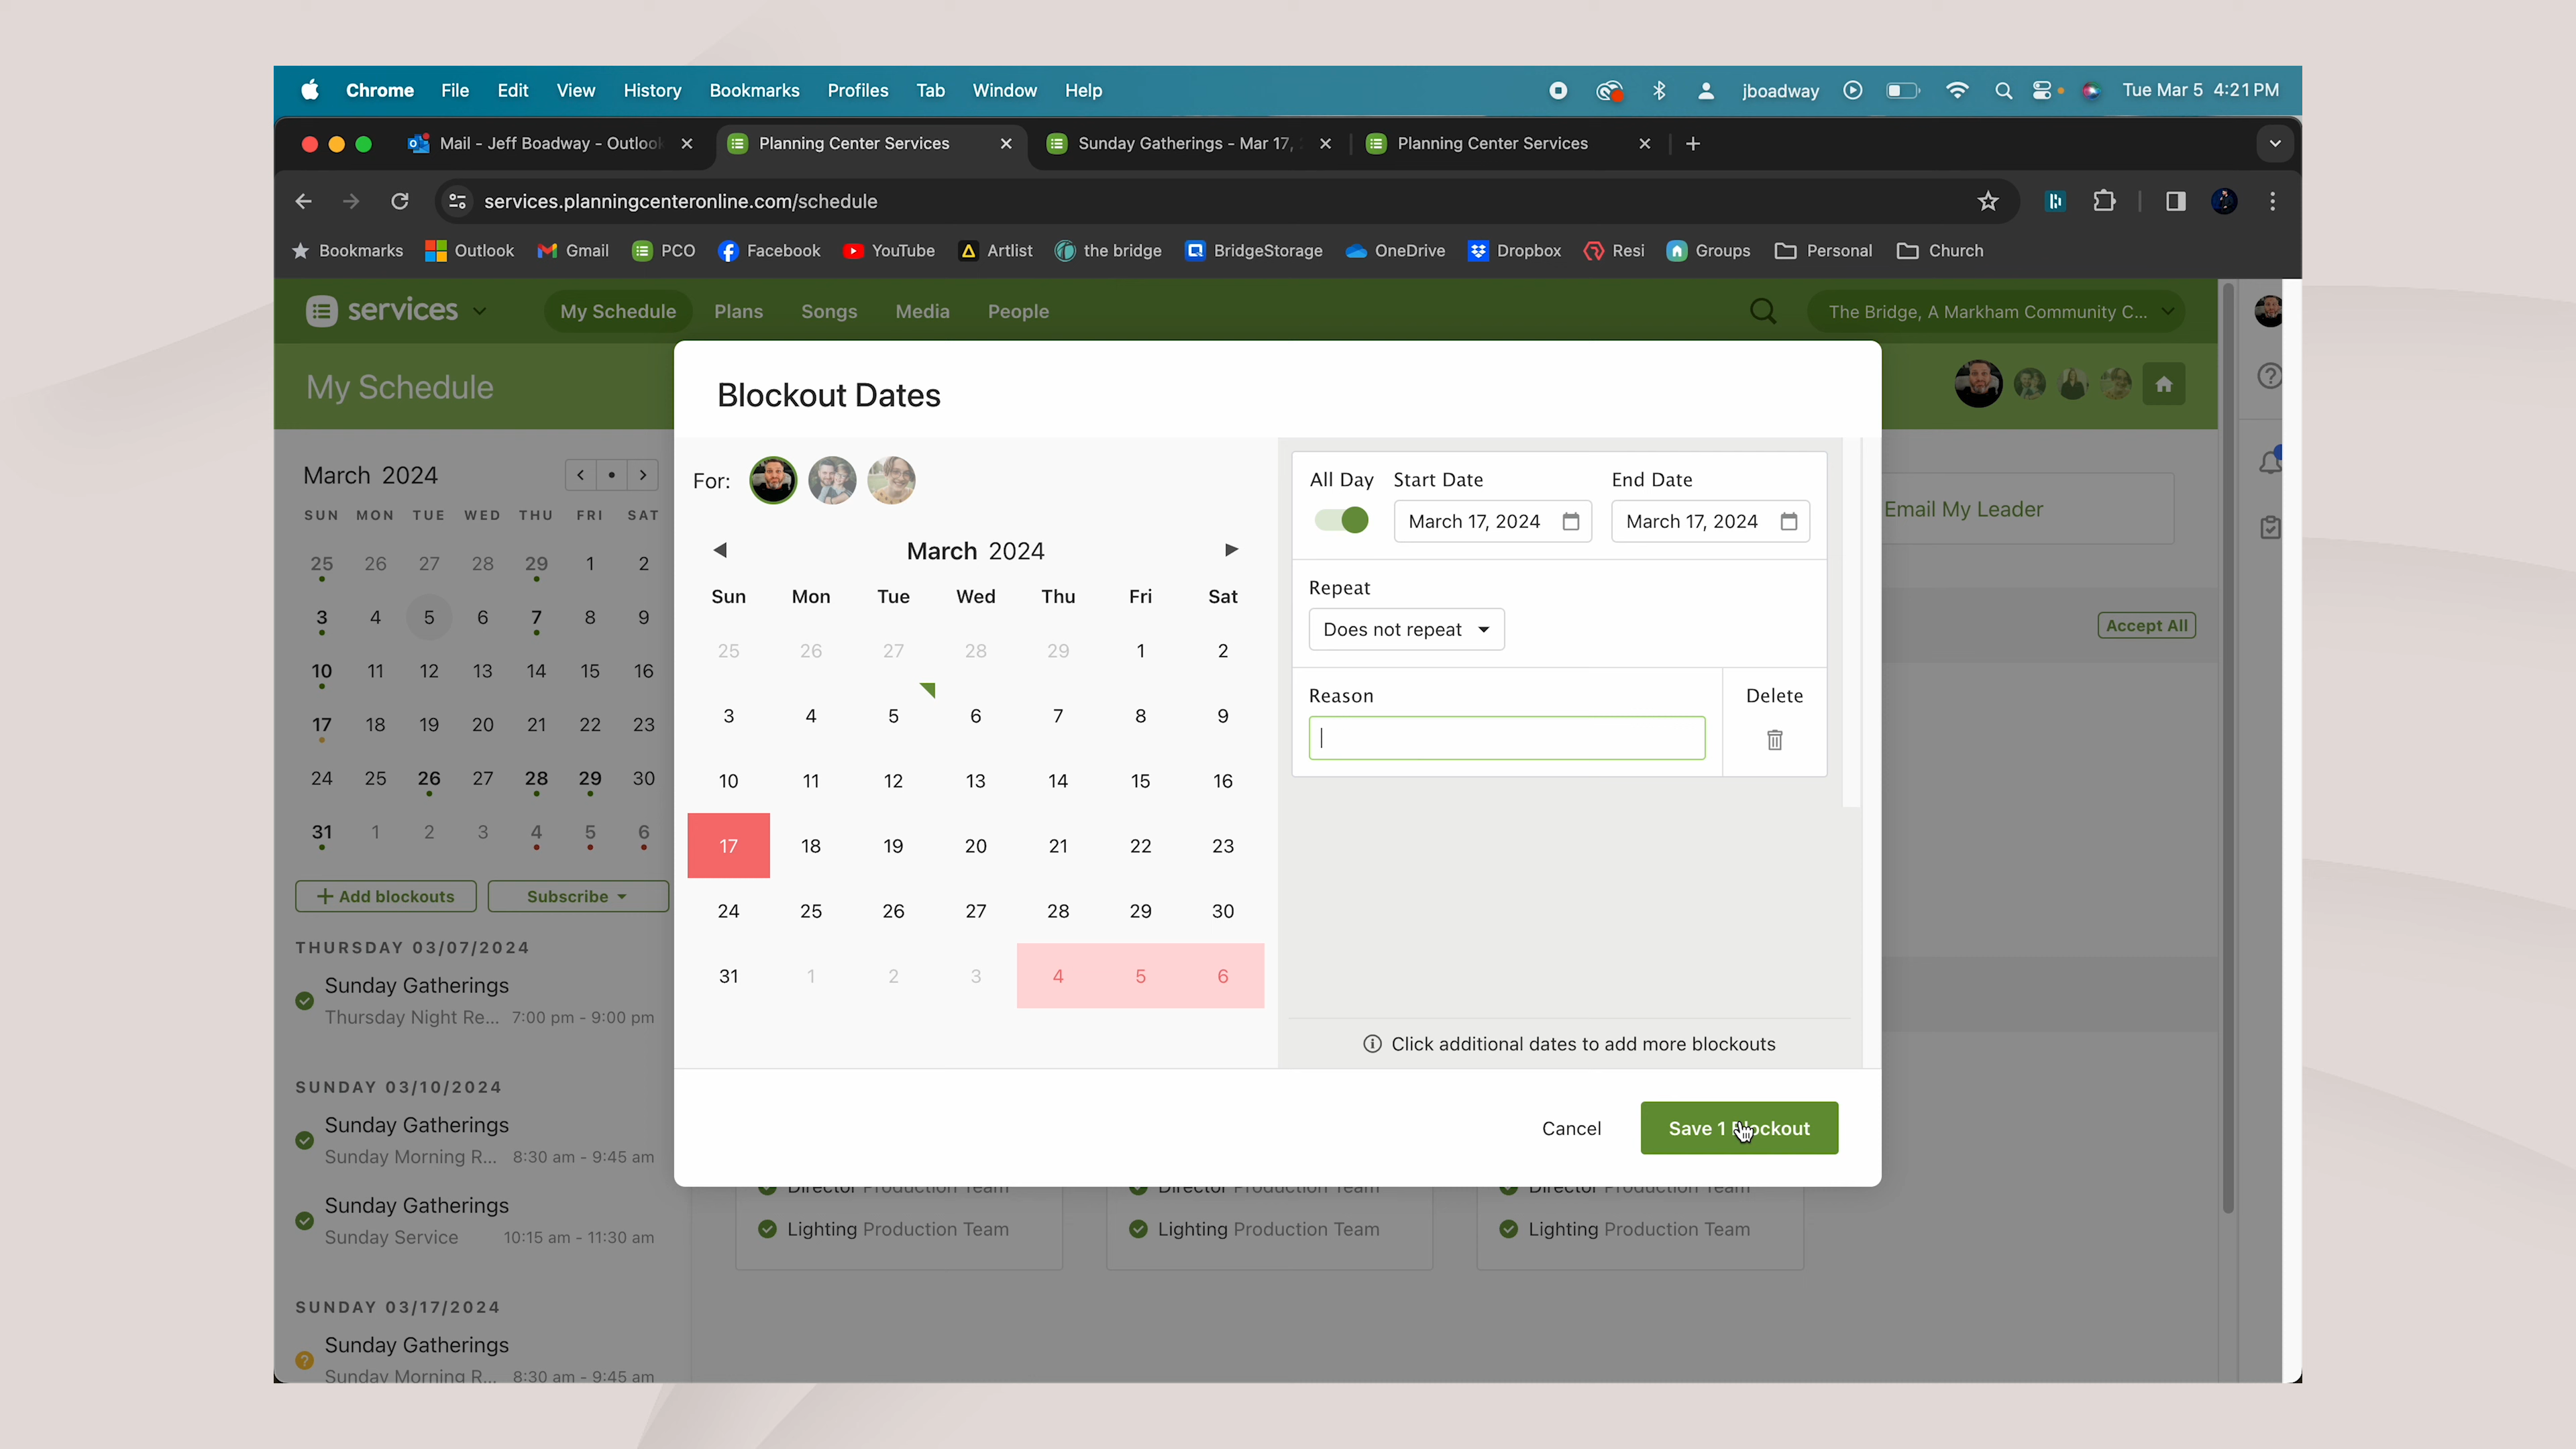 Chrome File Edit View History Bookmarks Profiles Tab Window Help jboadway Tue Mar 5 4:21 PM
Mail - Jeff Boadway - Outlook Planning Center Services Sunday Gatherings - Mar 17, Planning Center Services
services.planningcenteronline.com/schedule
Bookmarks Outlook Gmail PCO Facebook YouTube Artlist the bridge BridgeStorage OneDrive Dropbox Resi Groups Personal Church
services My Schedule Plans Songs Media People The Bridge, A Markham Community C...
My Schedule
March 2024
SUN MON TUE WED THU FRI SAT
25 26 27 28 29 1 2
3 4 5 6 7 8 9
10 11 12 13 14 15 16
17 18 19 20 21 22 23
24 25 26 27 28 29 30
31 1 2 3 4 5 6
+ Add blockouts Subscribe
THURSDAY 03/07/2024
Sunday Gatherings
Thursday Night Re... 7:00 pm - 9:00 pm
SUNDAY 03/10/2024
Sunday Gatherings
Sunday Morning R... 8:30 am - 9:45 am
Sunday Gatherings
Sunday Service 10:15 am - 11:30 am
SUNDAY 03/17/2024
Sunday Gatherings
Sunday Morning R... 8:30 am - 9:45 am
Blockout Dates
For:
March 2024
Sun Mon Tue Wed Thu Fri Sat
25 26 27 28 29 1 2
3 4 5 6 7 8 9
10 11 12 13 14 15 16
17 18 19 20 21 22 23
24 25 26 27 28 29 30
31 1 2 3 4 5 6
All Day Start Date End Date
March 17, 2024 March 17, 2024
Repeat
Does not repeat
Reason Delete
Click additional dates to add more blockouts
Cancel Save 1 Blockout
Email My Leader
Accept All
Director Production Team Director Production Team Director Production Team
Lighting Production Team Lighting Production Team Lighting Production Team